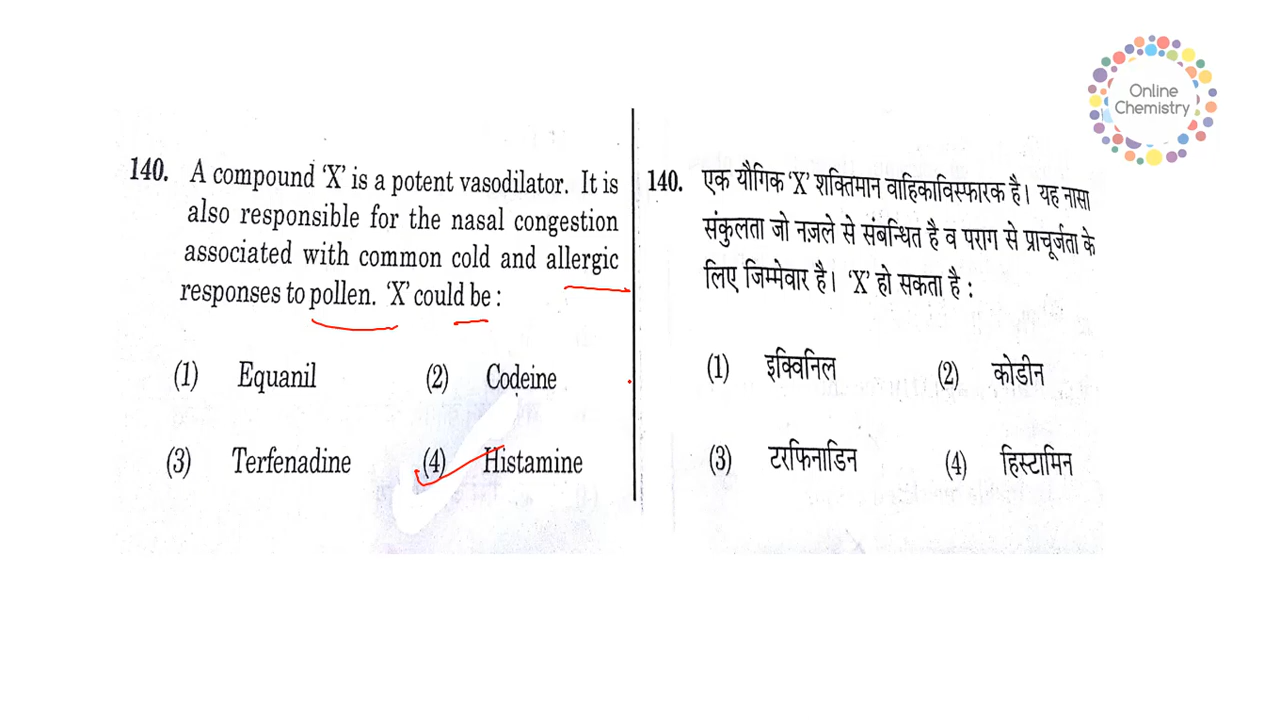 Online
Chemistry
140. A compound 'X' is a potent vasodilator. It is
also responsible for the nasal congestion
associated with common cold and allergic
responses to pollen. 'X' could be :
(1) Equanil (2) Codeine
(3) Terfenadine (4) Histamine
140. एक यौगिक 'X' शक्तिमान वाहिकाविस्फारक है। यह नासा
संकुलता जो नज़ले से संबन्धित है व पराग से प्राचूर्जता के
लिए जिम्मेवार है। 'X' हो सकता है :
(1) इक्विनिल (2) कोडीन
(3) टरफिनाडिन (4) हिस्टामिन